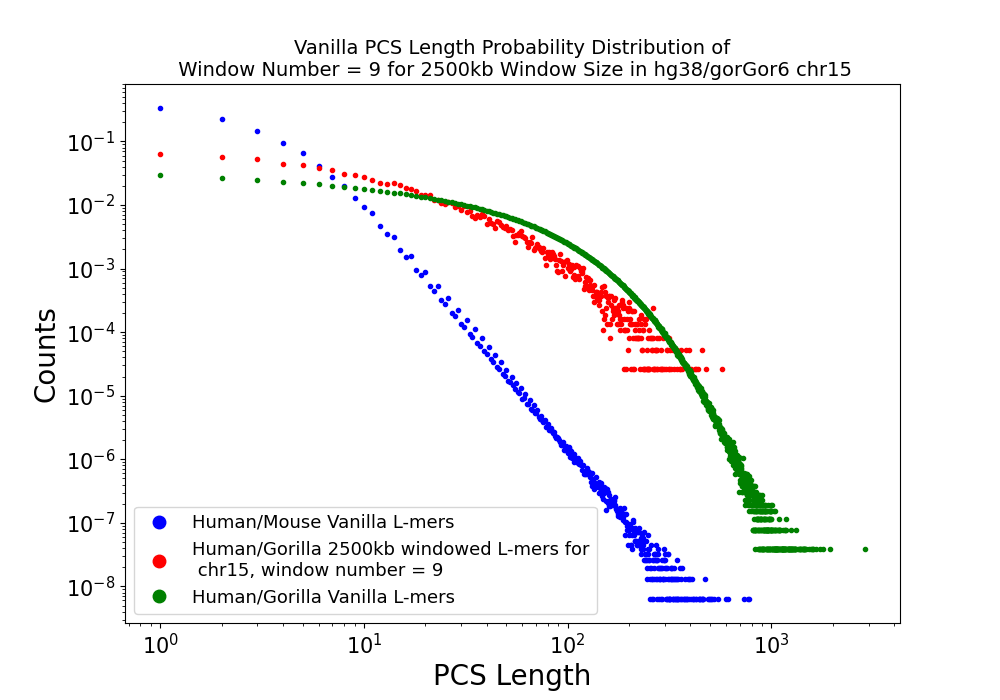 Vanilla PCS Length Probability Distribution of
Window Number = 9 for 2500kb Window Size in hg38/gorGor6 chr15
Counts
10⁻¹
10⁻²
10⁻³
10⁻⁴
10⁻⁵
10⁻⁶
10⁻⁷
10⁻⁸
Human/Mouse Vanilla L-mers
Human/Gorilla 2500kb windowed L-mers for
chr15, window number = 9
Human/Gorilla Vanilla L-mers
10⁰ 10¹ 10² 10³
PCS Length